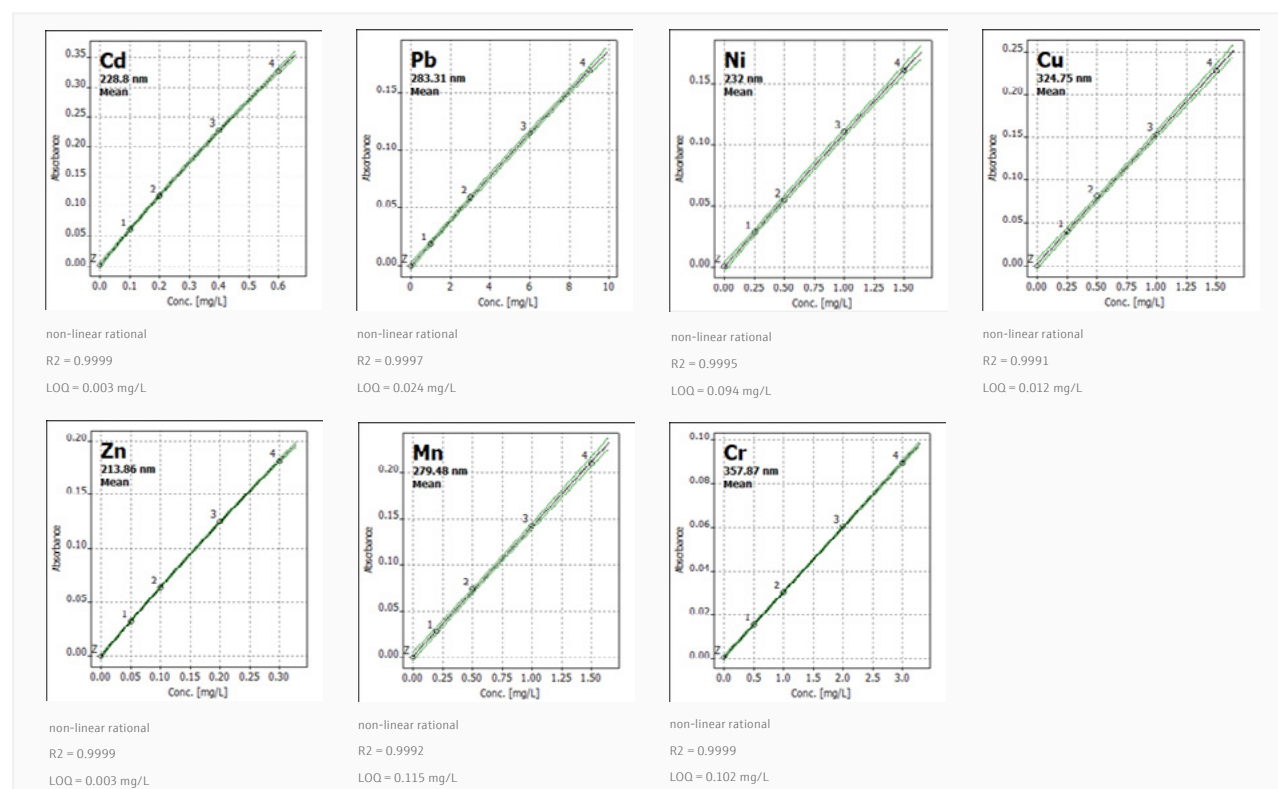 Cd
228.8 nm
Mean
Absorbance
0.35
0.30
0.25
0.20
0.15
0.10
0.05
0.00
Z
1
2
3
4
0.0 0.1 0.2 0.3 0.4 0.5 0.6
Conc. [mg/L]
non-linear rational
R2 = 0.9999
LOQ = 0.003 mg/L
Pb
283.31 nm
Mean
Absorbance
0.15
0.10
0.05
0.00
Z
1
2
3
4
0 2 4 6 8 10
Conc. [mg/L]
non-linear rational
R2 = 0.9997
LOQ = 0.024 mg/L
Ni
232 nm
Mean
Absorbance
0.15
0.10
0.05
0.00
Z
1
2
3
4
0.00 0.25 0.50 0.75 1.00 1.25 1.50
Conc. [mg/L]
non-linear rational
R2 = 0.9995
LOQ = 0.094 mg/L
Cu
324.75 nm
Mean
Absorbance
0.25
0.20
0.15
0.10
0.05
0.00
Z
1
2
3
4
0.00 0.25 0.50 0.75 1.00 1.25 1.50
Conc. [mg/L]
non-linear rational
R2 = 0.9991
LOQ = 0.012 mg/L
Zn
213.86 nm
Mean
Absorbance
0.20
0.15
0.10
0.05
0.00
Z
1
2
3
4
0.00 0.05 0.10 0.15 0.20 0.25 0.30
Conc. [mg/L]
non-linear rational
R2 = 0.9999
LOQ = 0.003 mg/L
Mn
279.48 nm
Mean
Absorbance
0.20
0.15
0.10
0.05
0.00
Z
1
2
3
4
0.00 0.25 0.50 0.75 1.00 1.25 1.50
Conc. [mg/L]
non-linear rational
R2 = 0.9992
LOQ = 0.115 mg/L
Cr
357.87 nm
Mean
Absorbance
0.10
0.08
0.06
0.04
0.02
0.00
Z
1
2
3
4
0.0 0.5 1.0 1.5 2.0 2.5 3.0
Conc. [mg/L]
non-linear rational
R2 = 0.9999
LOQ = 0.102 mg/L